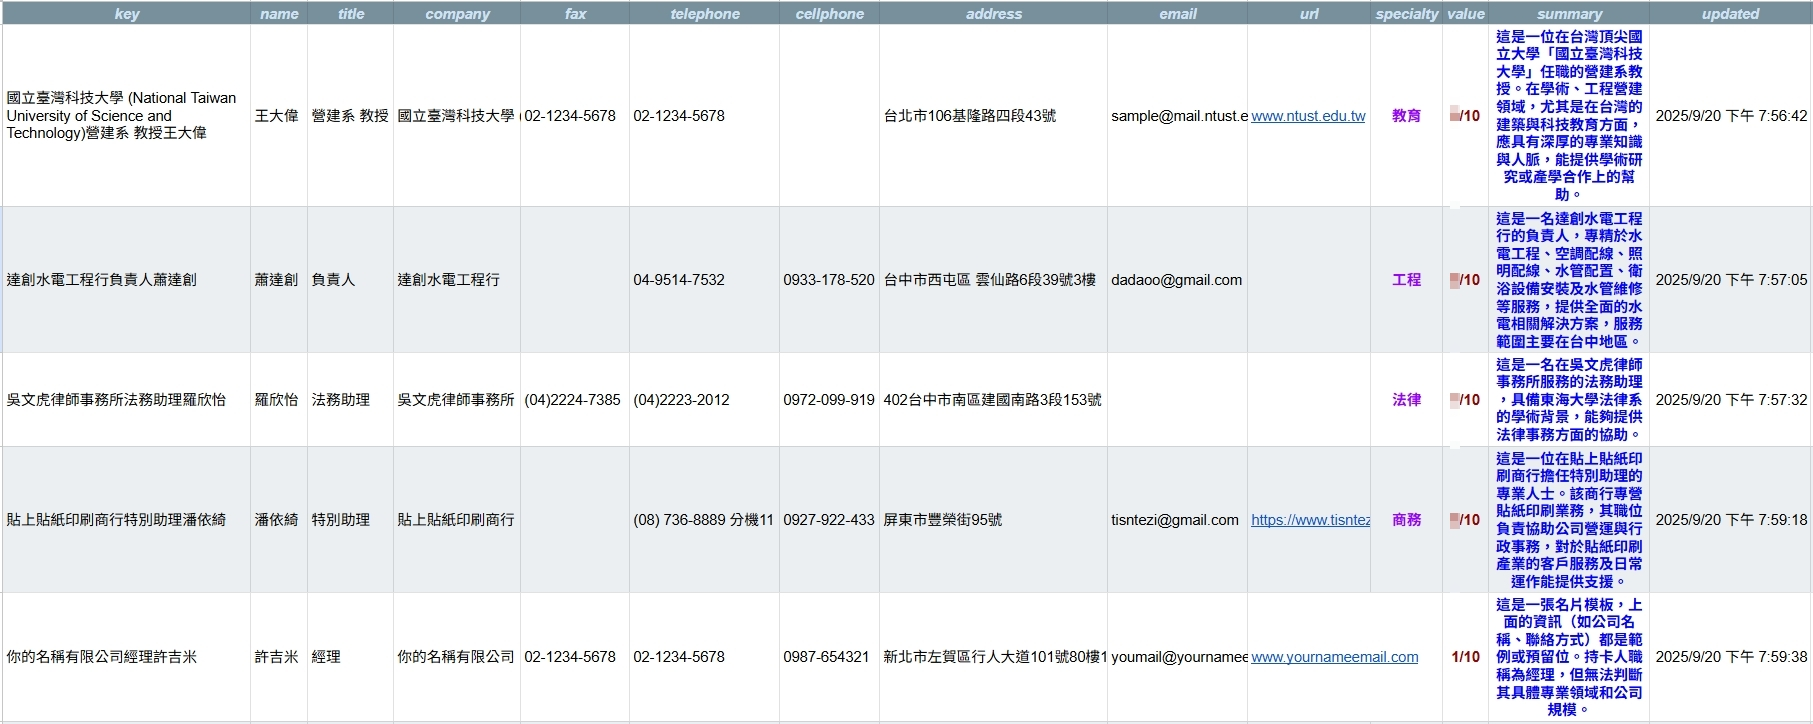 key name title company fax telephone cellphone address email url specialty value summary updated
國立臺灣科技大學 (National Taiwan
University of Science and
Technology)營建系 教授王大偉
王大偉
營建系 教授
國立臺灣科技大學 (
02-1234-5678
02-1234-5678
台北市106基隆路四段43號
sample@mail.ntust.e
www.ntust.edu.tw
教育
/10
這是一位在台灣頂尖國
立大學「國立臺灣科技
大學」任職的營建系教
授。在學術、工程營建
領域，尤其是在台灣的
建築與科技教育方面，
應具有深厚的專業知識
與人脈，能提供學術研
究或產學合作上的幫
助。
2025/9/20 下午 7:56:42
達創水電工程行負責人蕭達創
蕭達創
負責人
達創水電工程行
04-9514-7532
0933-178-520
台中市西屯區 雲仙路6段39號3樓
dadaoo@gmail.com
工程
/10
這是一名達創水電工程
行的負責人，專精於水
電工程、空調配線、照
明配線、水管配置、衛
浴設備安裝及水管維修
等服務，提供全面的水
電相關解決方案，服務
範圍主要在台中地區。
2025/9/20 下午 7:57:05
吳文虎律師事務所法務助理羅欣怡
羅欣怡
法務助理
吳文虎律師事務所
(04)2224-7385
(04)2223-2012
0972-099-919
402台中市南區建國南路3段153號
法律
/10
這是一名在吳文虎律師
事務所服務的法務助理
，具備東海大學法律系
的學術背景，能夠提供
法律事務方面的協助。
2025/9/20 下午 7:57:32
貼上貼紙印刷商行特別助理潘依綺
潘依綺
特別助理
貼上貼紙印刷商行
(08) 736-8889 分機11
0927-922-433
屏東市豐榮街95號
tisntezi@gmail.com
https://www.tisntez
商務
/10
這是一位在貼上貼紙印
刷商行擔任特別助理的
專業人士。該商行專營
貼紙印刷業務，其職位
負責協助公司營運與行
政事務，對於貼紙印刷
產業的客戶服務及日常
運作能提供支援。
2025/9/20 下午 7:59:18
你的名稱有限公司經理許吉米
許吉米
經理
你的名稱有限公司
02-1234-5678
02-1234-5678
0987-654321
新北市左賀區行人大道101號80樓1
youmail@yournamee
www.yournameemail.com
1/10
這是一張名片模板，上
面的資訊（如公司名
稱、聯絡方式）都是範
例或預留位。持卡人職
稱為經理，但無法判斷
其具體專業領域和公司
規模。
2025/9/20 下午 7:59:38